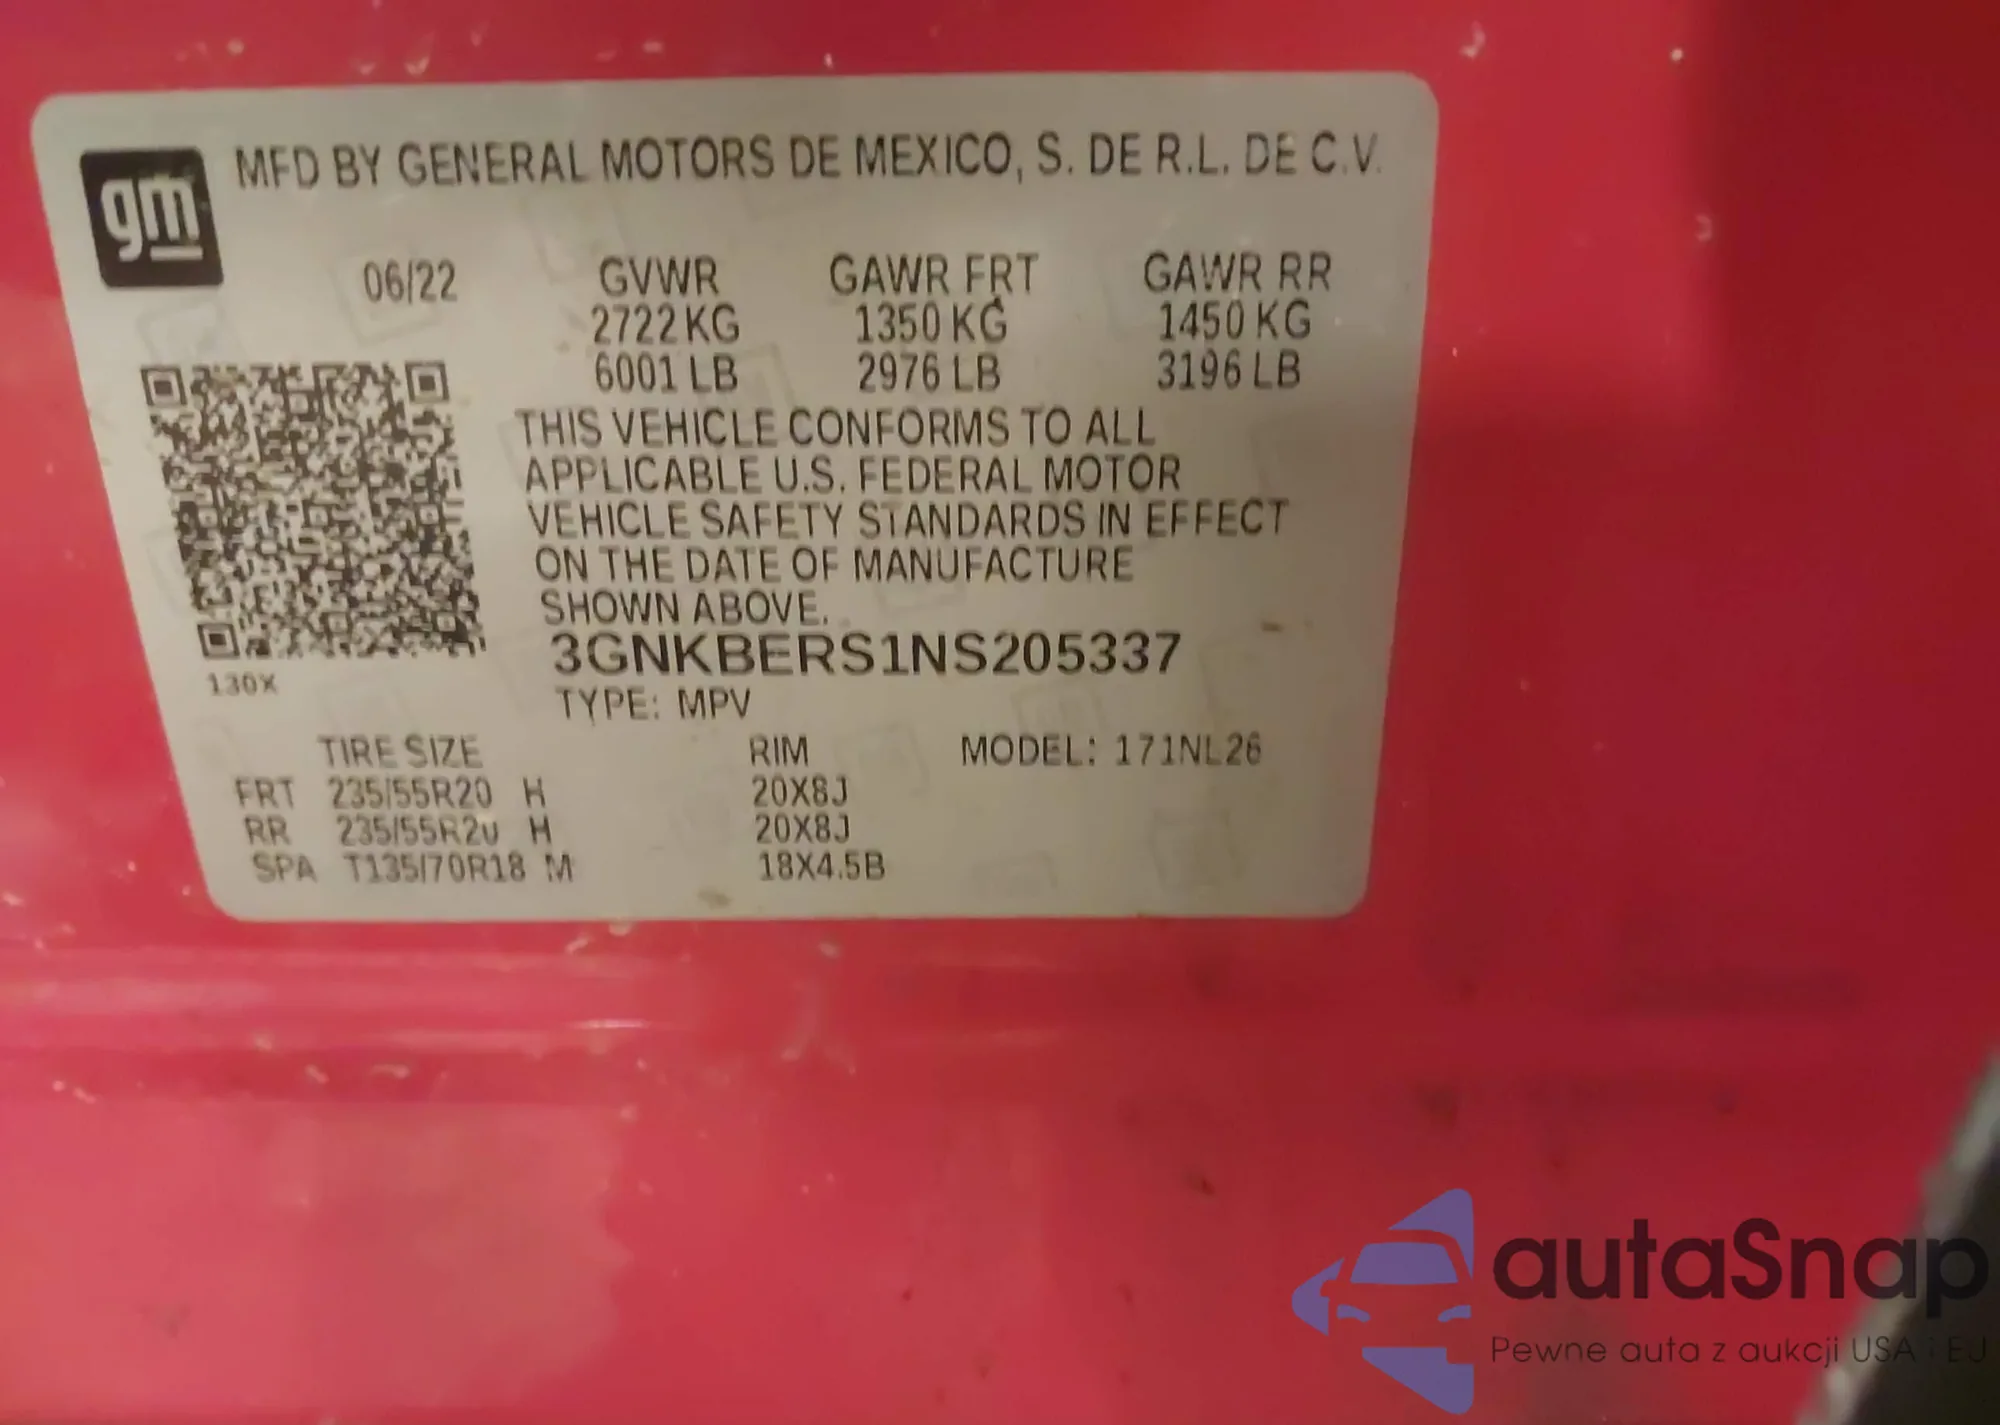 gm
MFD BY GENERAL MOTORS DE MEXICO, S. DE R.L. DE C.V.
06/22 GVWR GAWR FRT GAWR RR
2722 KG 1350 KG 1450 KG
6001 LB 2976 LB 3196 LB
THIS VEHICLE CONFORMS TO ALL
APPLICABLE U.S. FEDERAL MOTOR
VEHICLE SAFETY STANDARDS IN EFFECT
ON THE DATE OF MANUFACTURE
SHOWN ABOVE.
3GNKBERS1NS205337
130X
TYPE: MPV
TIRE SIZE RIM MODEL: 171NL26
FRT 235/55R20 H 20X8J
RR 235/55R20 H 20X8J
SPA T135/70R18 M 18X4.5B
autaSnap
Pewne auta z aukcji USA i EU